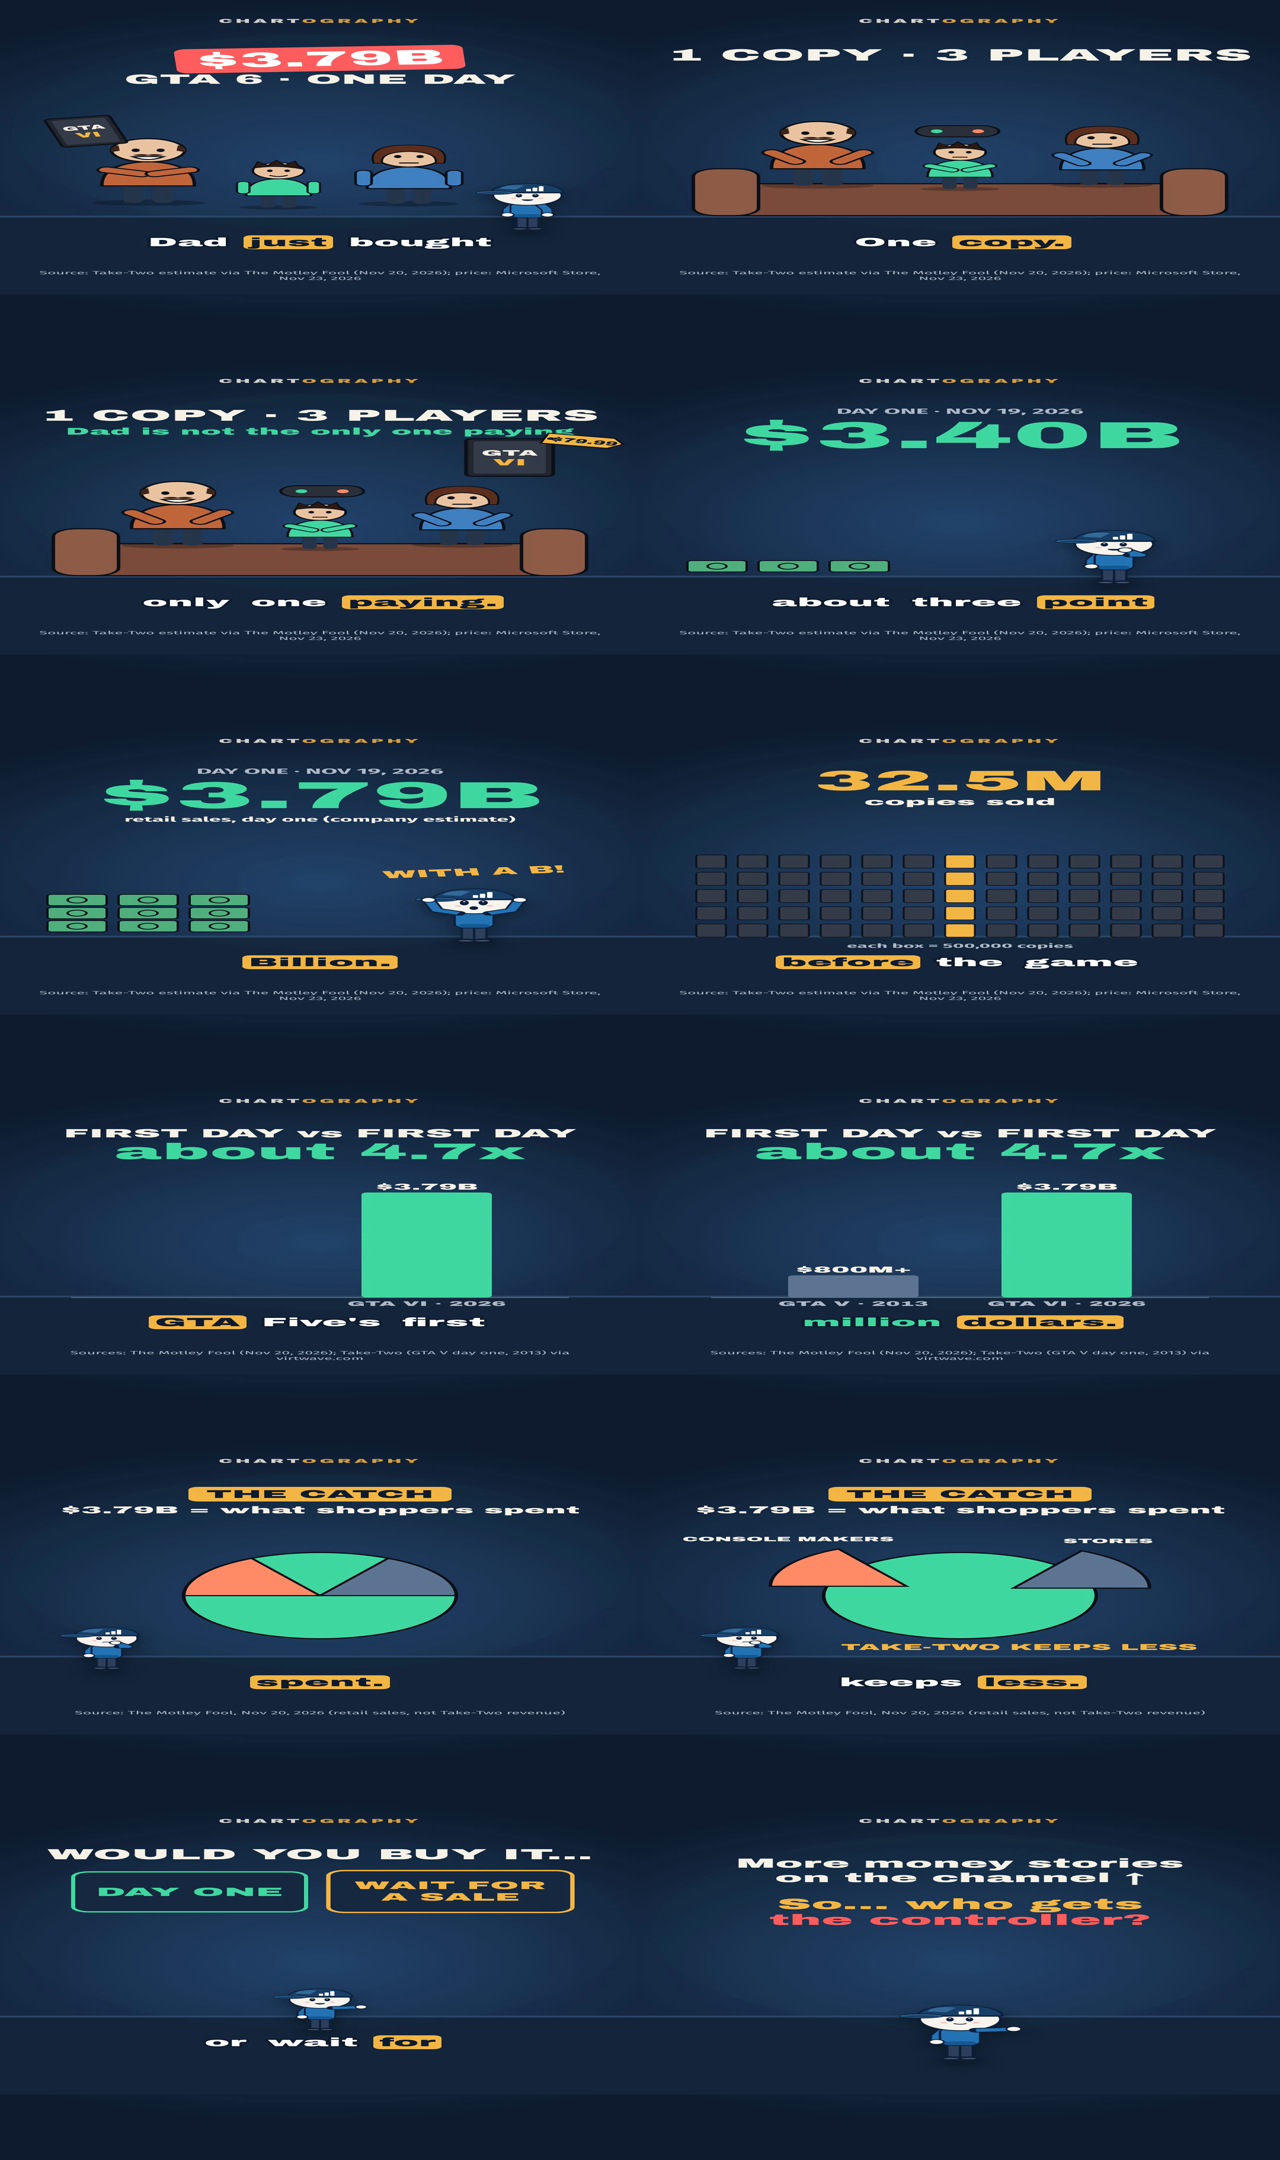 CHARTOGRAPHY
$3.79B
GTA 6 - ONE DAY
GTA
VI
Dad just bought
Source: Take-Two estimate via The Motley Fool (Nov 20, 2026); price: Microsoft Store,
Nov 23, 2026
CHARTOGRAPHY
1 COPY - 3 PLAYERS
One copy.
Source: Take-Two estimate via The Motley Fool (Nov 20, 2026); price: Microsoft Store,
Nov 23, 2026
CHARTOGRAPHY
1 COPY - 3 PLAYERS
Dad is not the only one paying
$79.99
GTA
VI
only one paying.
Source: Take-Two estimate via The Motley Fool (Nov 20, 2026); price: Microsoft Store,
Nov 23, 2026
CHARTOGRAPHY
DAY ONE · NOV 19, 2026
$3.40B
about three point
Source: Take-Two estimate via The Motley Fool (Nov 20, 2026); price: Microsoft Store,
Nov 23, 2026
CHARTOGRAPHY
DAY ONE · NOV 19, 2026
$3.79B
retail sales, day one (company estimate)
WITH A B!
Billion.
Source: Take-Two estimate via The Motley Fool (Nov 20, 2026); price: Microsoft Store,
Nov 23, 2026
CHARTOGRAPHY
32.5M
copies sold
each box = 500,000 copies
before the game
Source: Take-Two estimate via The Motley Fool (Nov 20, 2026); price: Microsoft Store,
Nov 23, 2026
CHARTOGRAPHY
FIRST DAY vs FIRST DAY
about 4.7x
$3.79B
GTA VI · 2026
GTA Five's first
Sources: The Motley Fool (Nov 20, 2026); Take-Two (GTA V day one, 2013) via
virtwave.com
CHARTOGRAPHY
FIRST DAY vs FIRST DAY
about 4.7x
$3.79B
$800M+
GTA V · 2013 GTA VI · 2026
million dollars.
Sources: The Motley Fool (Nov 20, 2026); Take-Two (GTA V day one, 2013) via
virtwave.com
CHARTOGRAPHY
THE CATCH
$3.79B = what shoppers spent
spent.
Source: The Motley Fool, Nov 20, 2026 (retail sales, not Take-Two revenue)
CHARTOGRAPHY
THE CATCH
$3.79B = what shoppers spent
CONSOLE MAKERS STORES
TAKE-TWO KEEPS LESS
keeps less.
Source: The Motley Fool, Nov 20, 2026 (retail sales, not Take-Two revenue)
CHARTOGRAPHY
WOULD YOU BUY IT...
DAY ONE
WAIT FOR
A SALE
or wait for
CHARTOGRAPHY
More money stories
on the channel ↑
So... who gets
the controller?